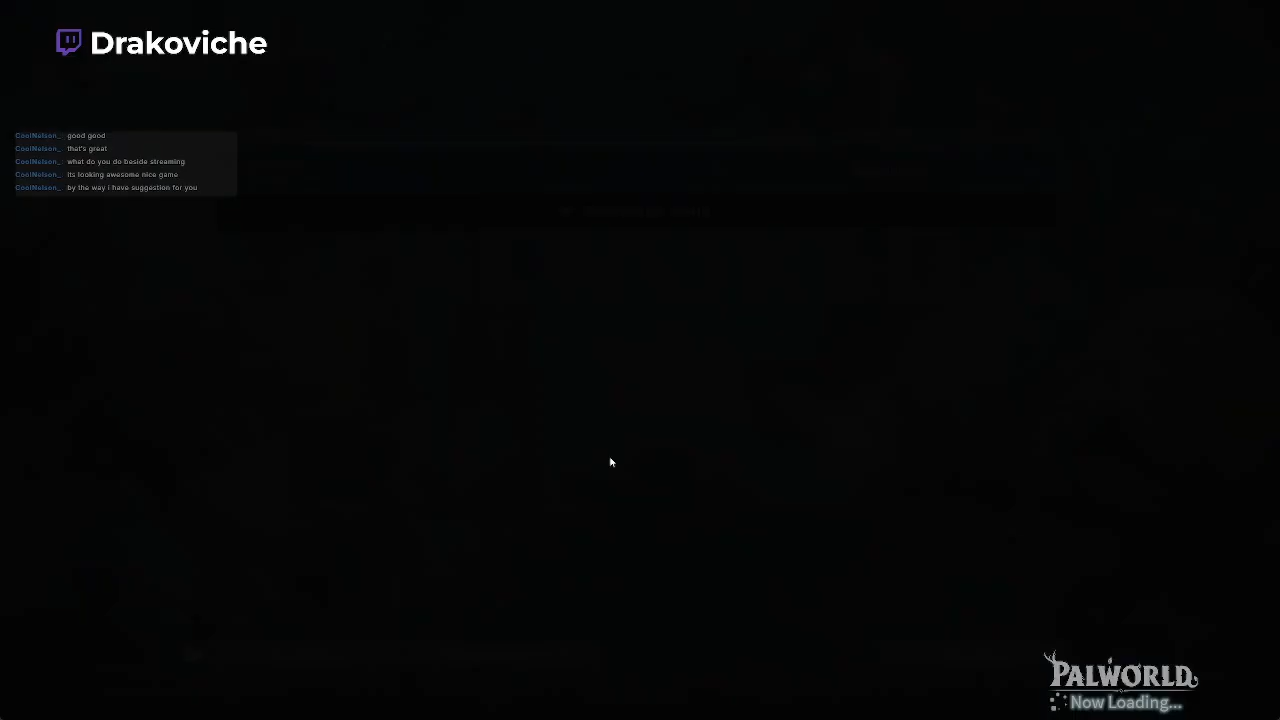 Drakoviche
CoolNelson_: good good
CoolNelson_: that's great
CoolNelson_: what do you do beside streaming
CoolNelson_: its looking awesome nice game
CoolNelson_: by the way i have suggestion for you
PALWORLD
Now Loading...